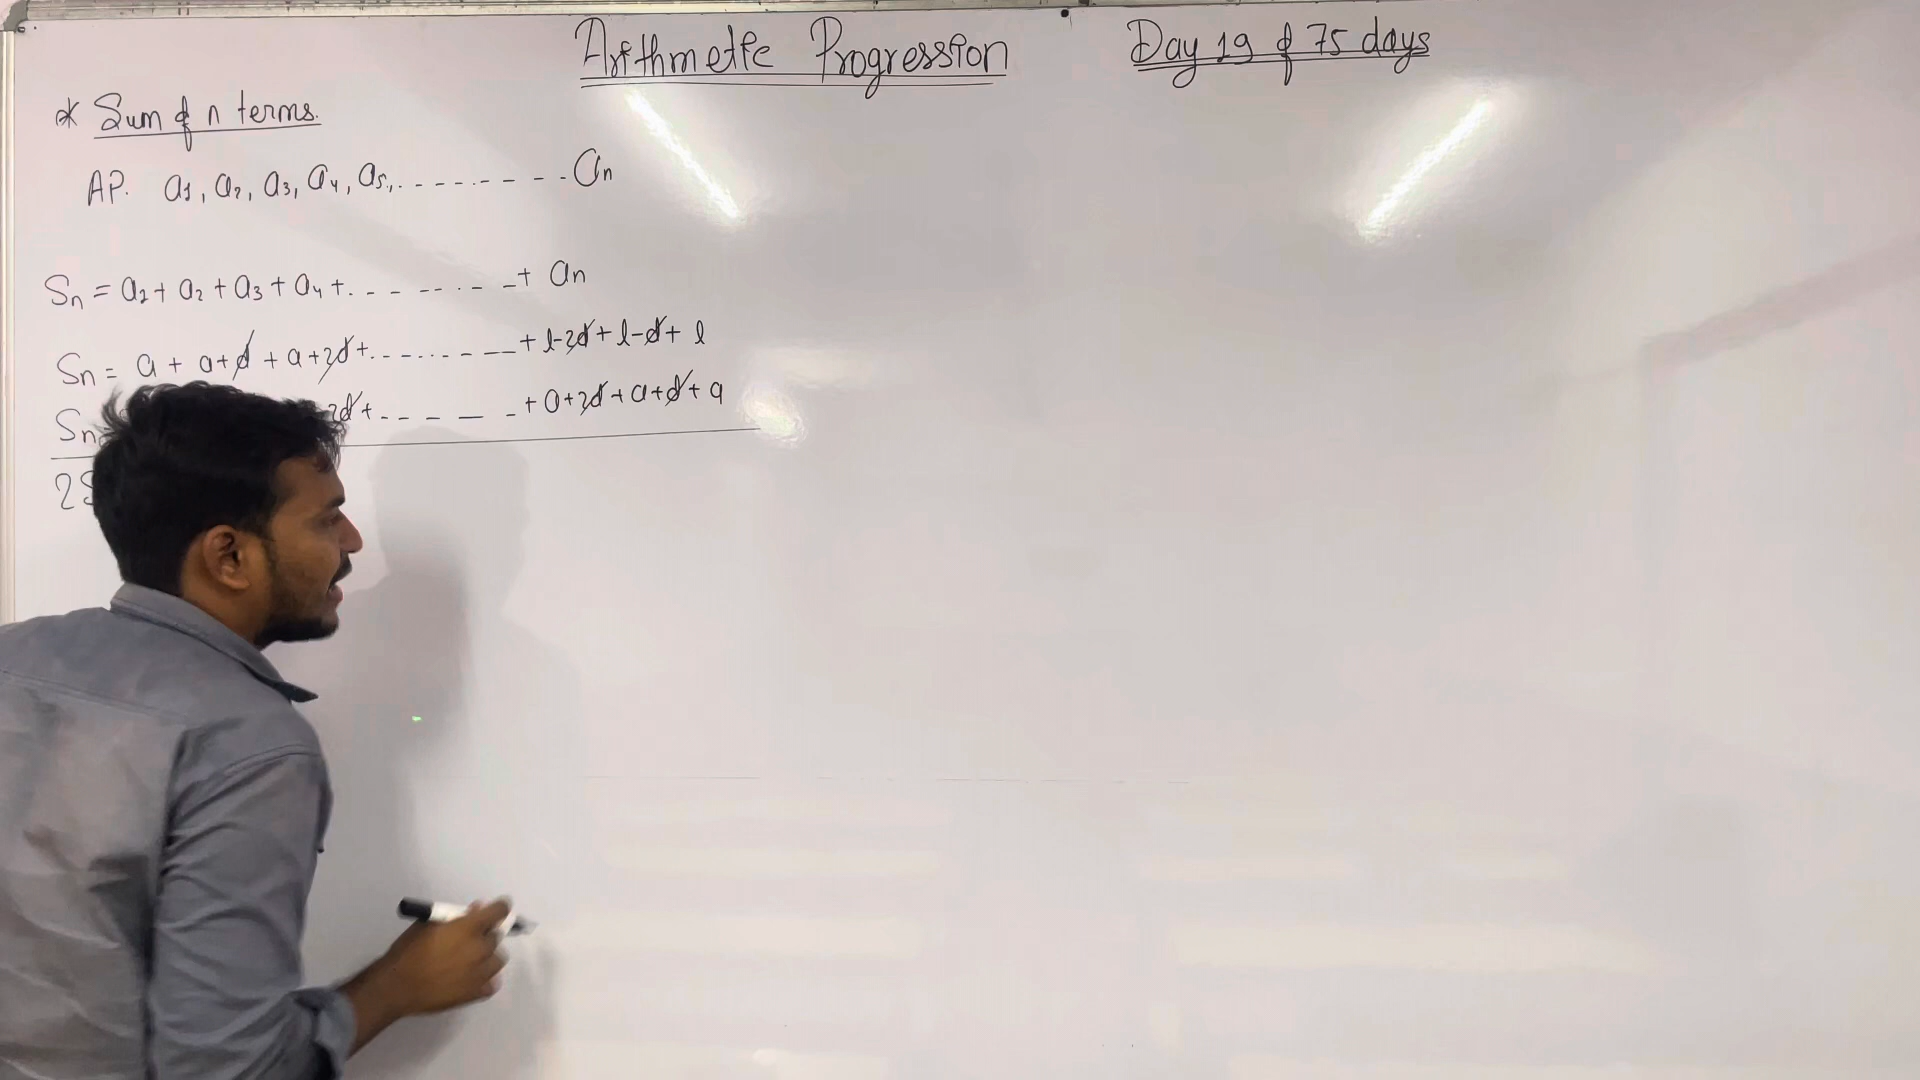 Arithmetic Progression Day 19 of 75 days
* Sum of n terms.
AP. a1, a2, a3, a4, a5,. - - - - - - - - an
Sn = a1 + a2 + a3 + a4 +. - - - - - - - + an
Sn = a + a+d + a+2d +. - - - - - - - + l-2d + l-d + l
Sn 2d + - - - - - + a+2d + a+d + a
2S